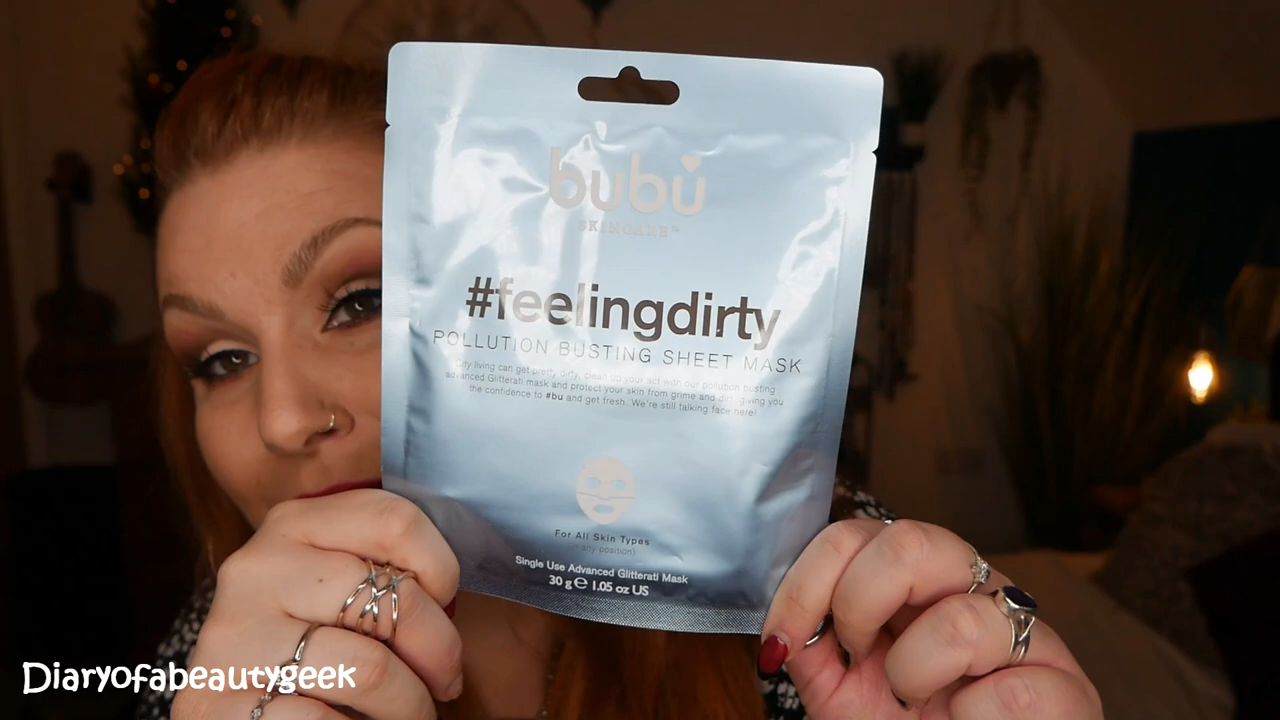 bubu
SKINCARE™
#feelingdirty
POLLUTION BUSTING SHEET MASK
City living can get pretty dirty, clean up your act with our pollution busting
advanced Glitterati mask and protect your skin from grime and dirt, giving you
the confidence to #bu and get fresh. We're still talking face here!
For All Skin Types
(in any position)
Single Use Advanced Glitterati Mask
30 g ℮ 1.05 oz US
Diaryofabeautygeek